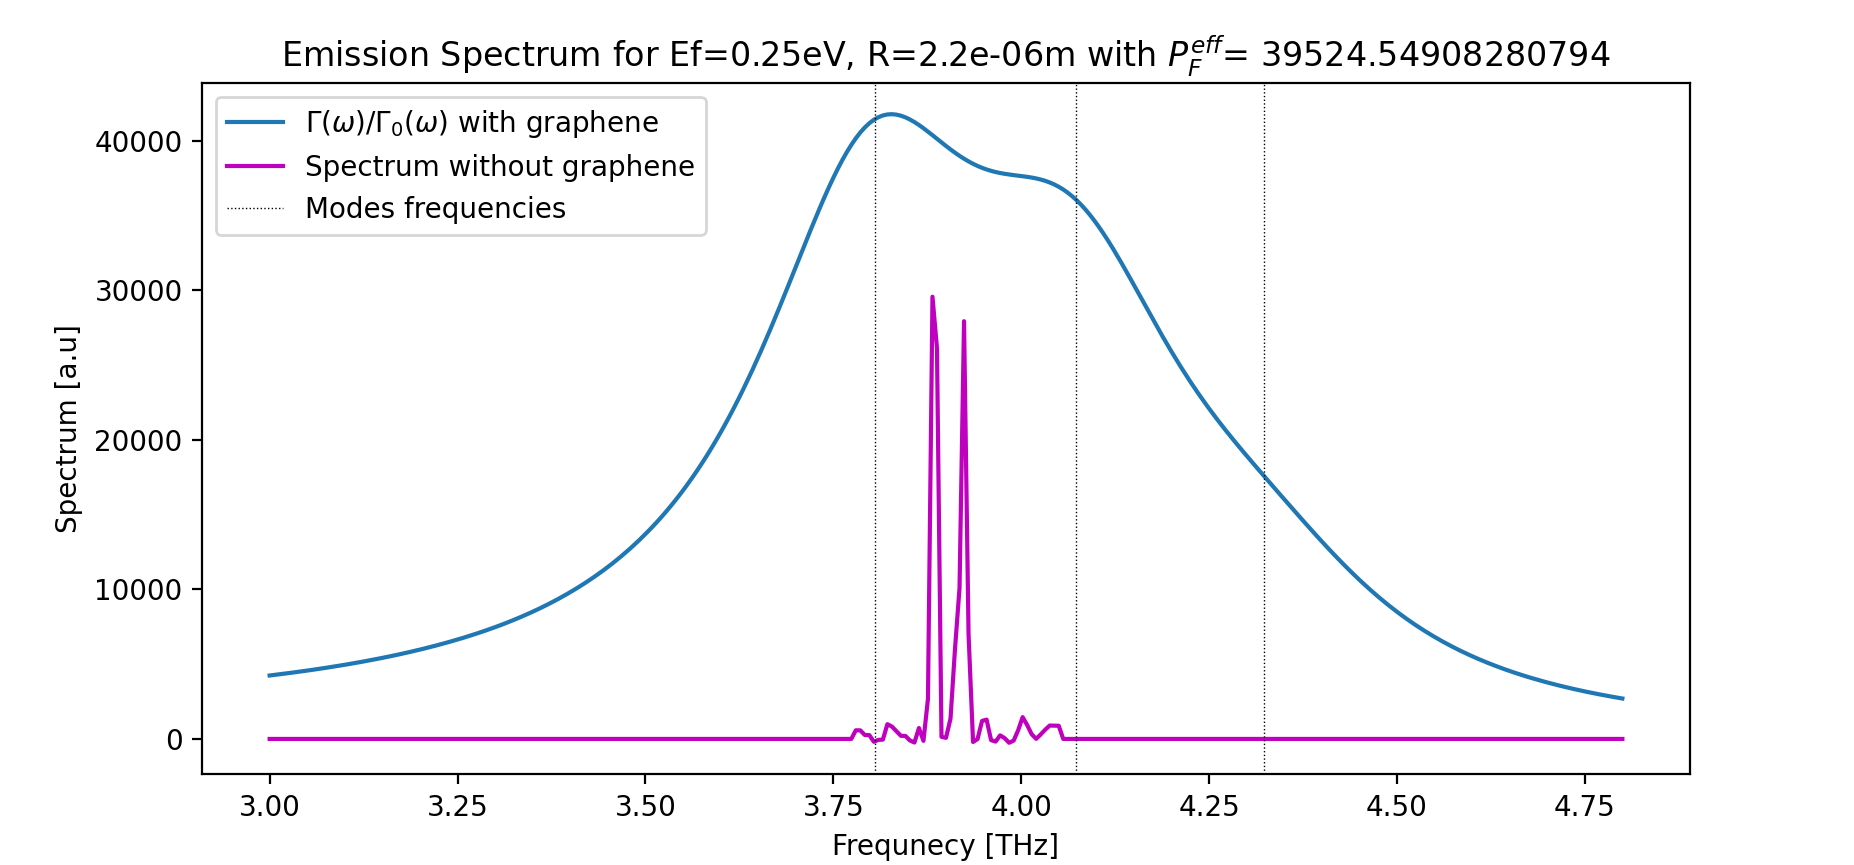 Emission Spectrum for Ef=0.25eV, R=2.2e-06m with P_F^{eff}= 39524.54908280794
Γ(ω)/Γ₀(ω) with graphene
Spectrum without graphene
Modes frequencies
Spectrum [a.u]
40000
30000
20000
10000
0
3.00 3.25 3.50 3.75 4.00 4.25 4.50 4.75
Frequnecy [THz]